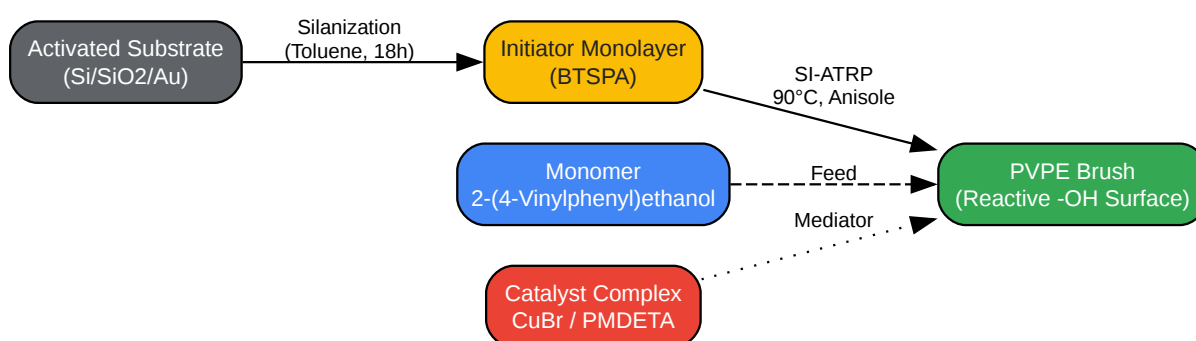 Activated Substrate
(Si/SiO2/Au)
Silanization
(Toluene, 18h)
Initiator Monolayer
(BTSPA)
SI-ATRP
90°C, Anisole
Monomer
2-(4-Vinylphenyl)ethanol
Feed
PVPE Brush
(Reactive -OH Surface)
Mediator
Catalyst Complex
CuBr / PMDETA